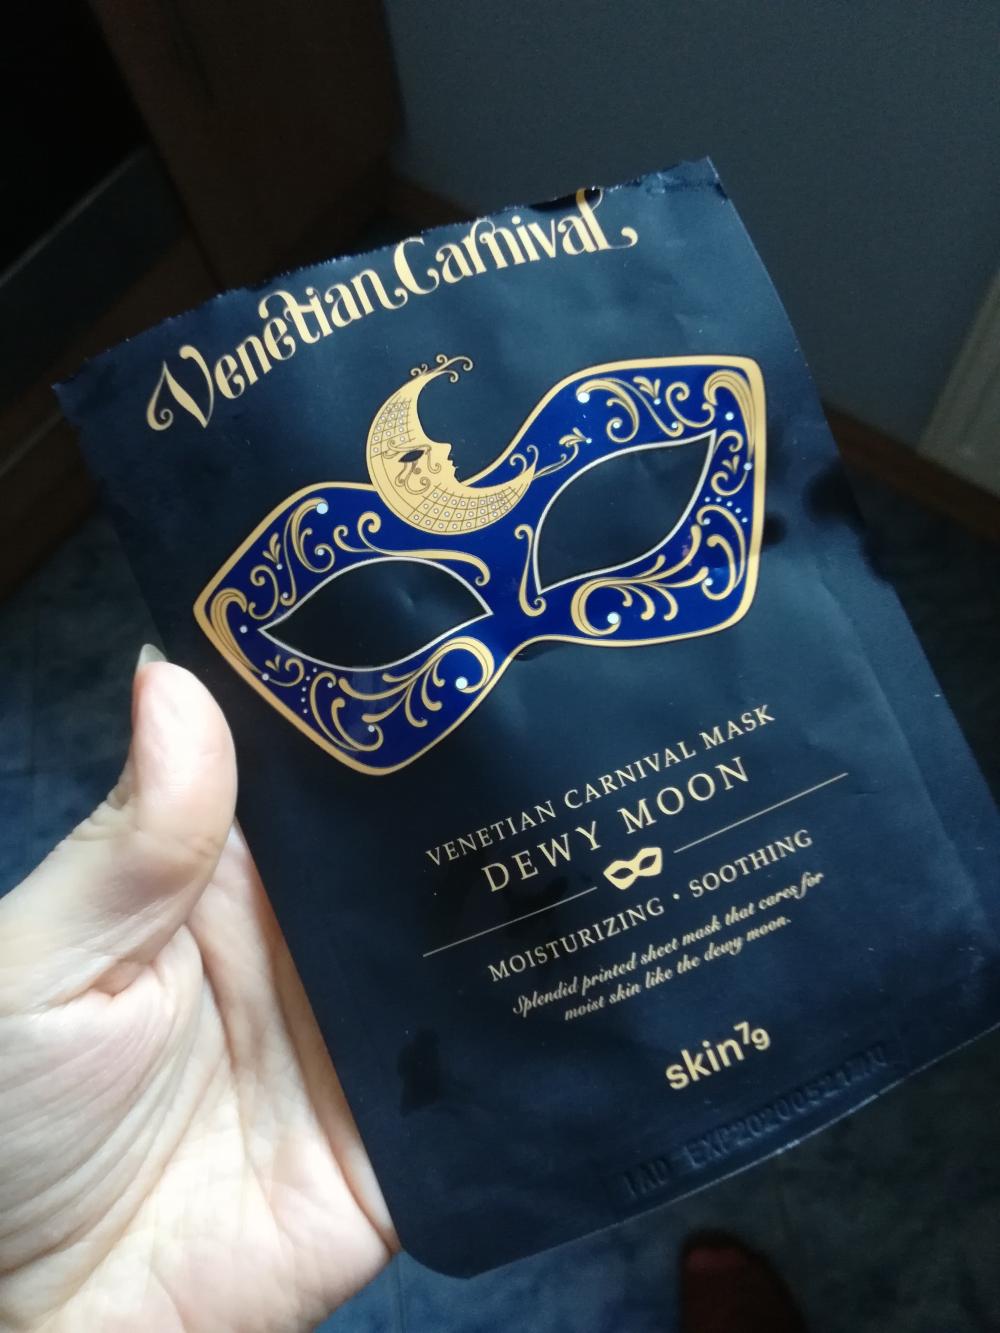 Venetian Carnival
VENETIAN CARNIVAL MASK
DEWY MOON
MOISTURIZING • SOOTHING
Splendid printed sheet mask that cares for
moist skin like the dewy moon.
skin79
EXP20200521